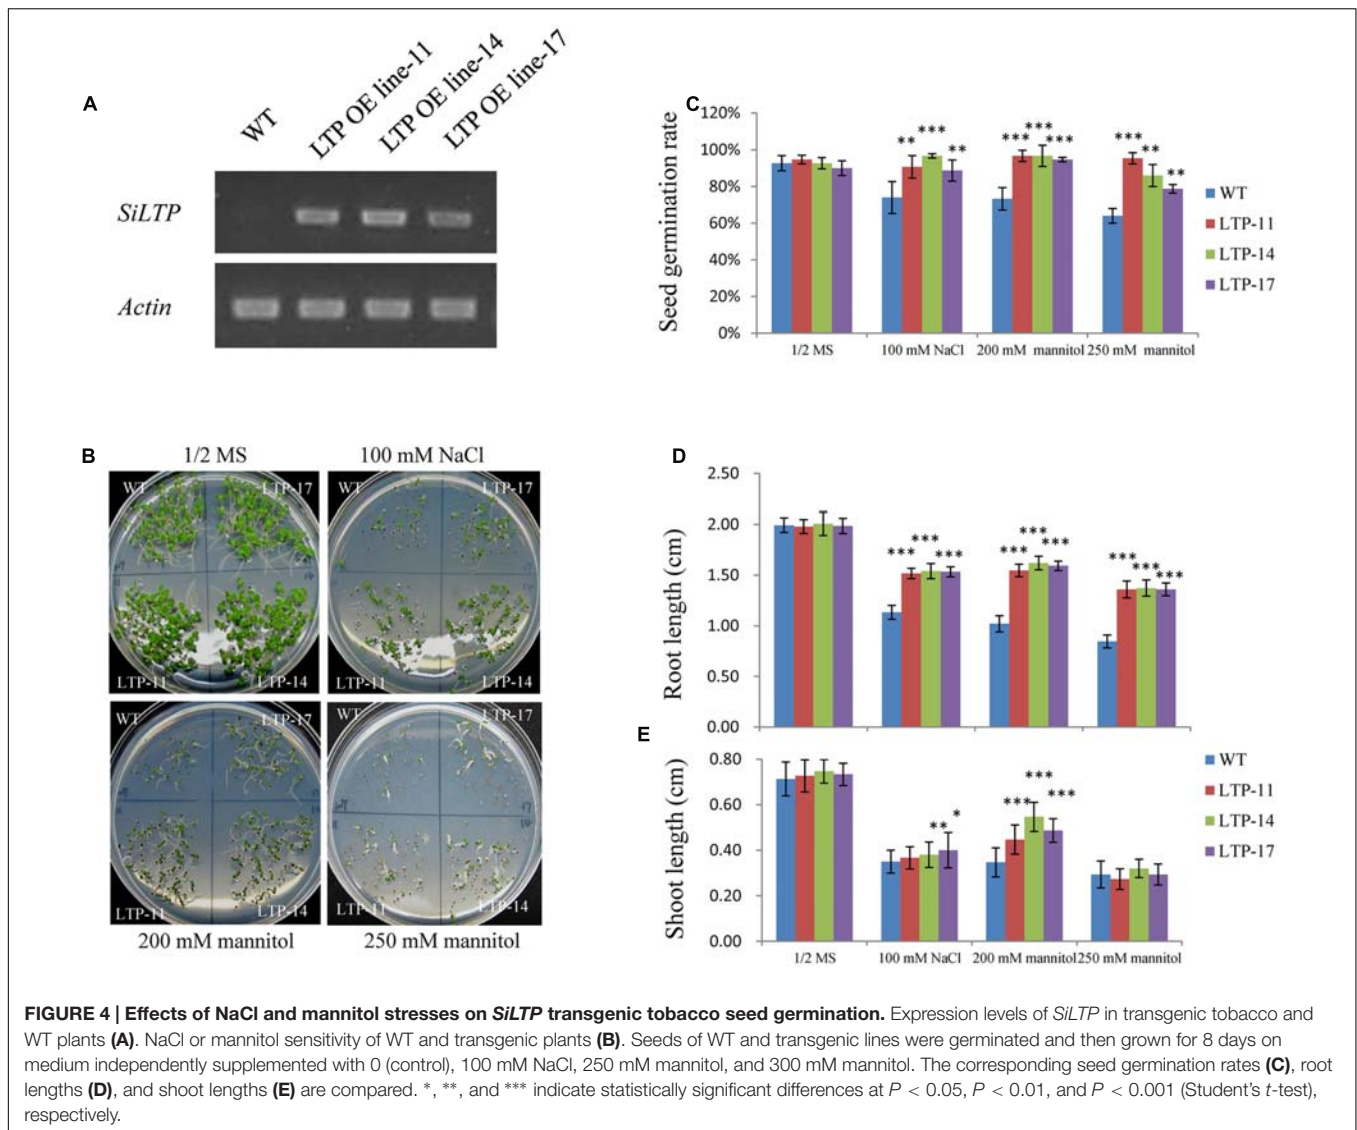 A
WT
LTP OE line-11
LTP OE line-14
LTP OE line-17
SiLTP
Actin
C
Seed germination rate
120%
100%
80%
60%
40%
20%
0%
** *** **
*** *** ***
*** ** **
1/2 MS
100 mM NaCl
200 mM mannitol
250 mM mannitol
WT
LTP-11
LTP-14
LTP-17
B
1/2 MS
100 mM NaCl
WT LTP-17
LTP-11 LTP-14
WT LTP-17
LTP-11 LTP-14
WT LTP-17
LTP-11 LTP-14
WT LTP-17
LTP-11 LTP-14
200 mM mannitol
250 mM mannitol
D
Root length (cm)
2.50
2.00
1.50
1.00
0.50
0.00
*** *** ***
*** *** ***
*** *** ***
E
Shoot length (cm)
0.80
0.60
0.40
0.20
0.00
** *
*** *** ***
1/2 MS
100 mM NaCl
200 mM mannitol
250 mM mannitol
WT
LTP-11
LTP-14
LTP-17
FIGURE 4 | Effects of NaCl and mannitol stresses on SiLTP transgenic tobacco seed germination. Expression levels of SiLTP in transgenic tobacco and
WT plants (A). NaCl or mannitol sensitivity of WT and transgenic plants (B). Seeds of WT and transgenic lines were germinated and then grown for 8 days on
medium independently supplemented with 0 (control), 100 mM NaCl, 250 mM mannitol, and 300 mM mannitol. The corresponding seed germination rates (C), root
lengths (D), and shoot lengths (E) are compared. *, **, and *** indicate statistically significant differences at P < 0.05, P < 0.01, and P < 0.001 (Student's t-test),
respectively.